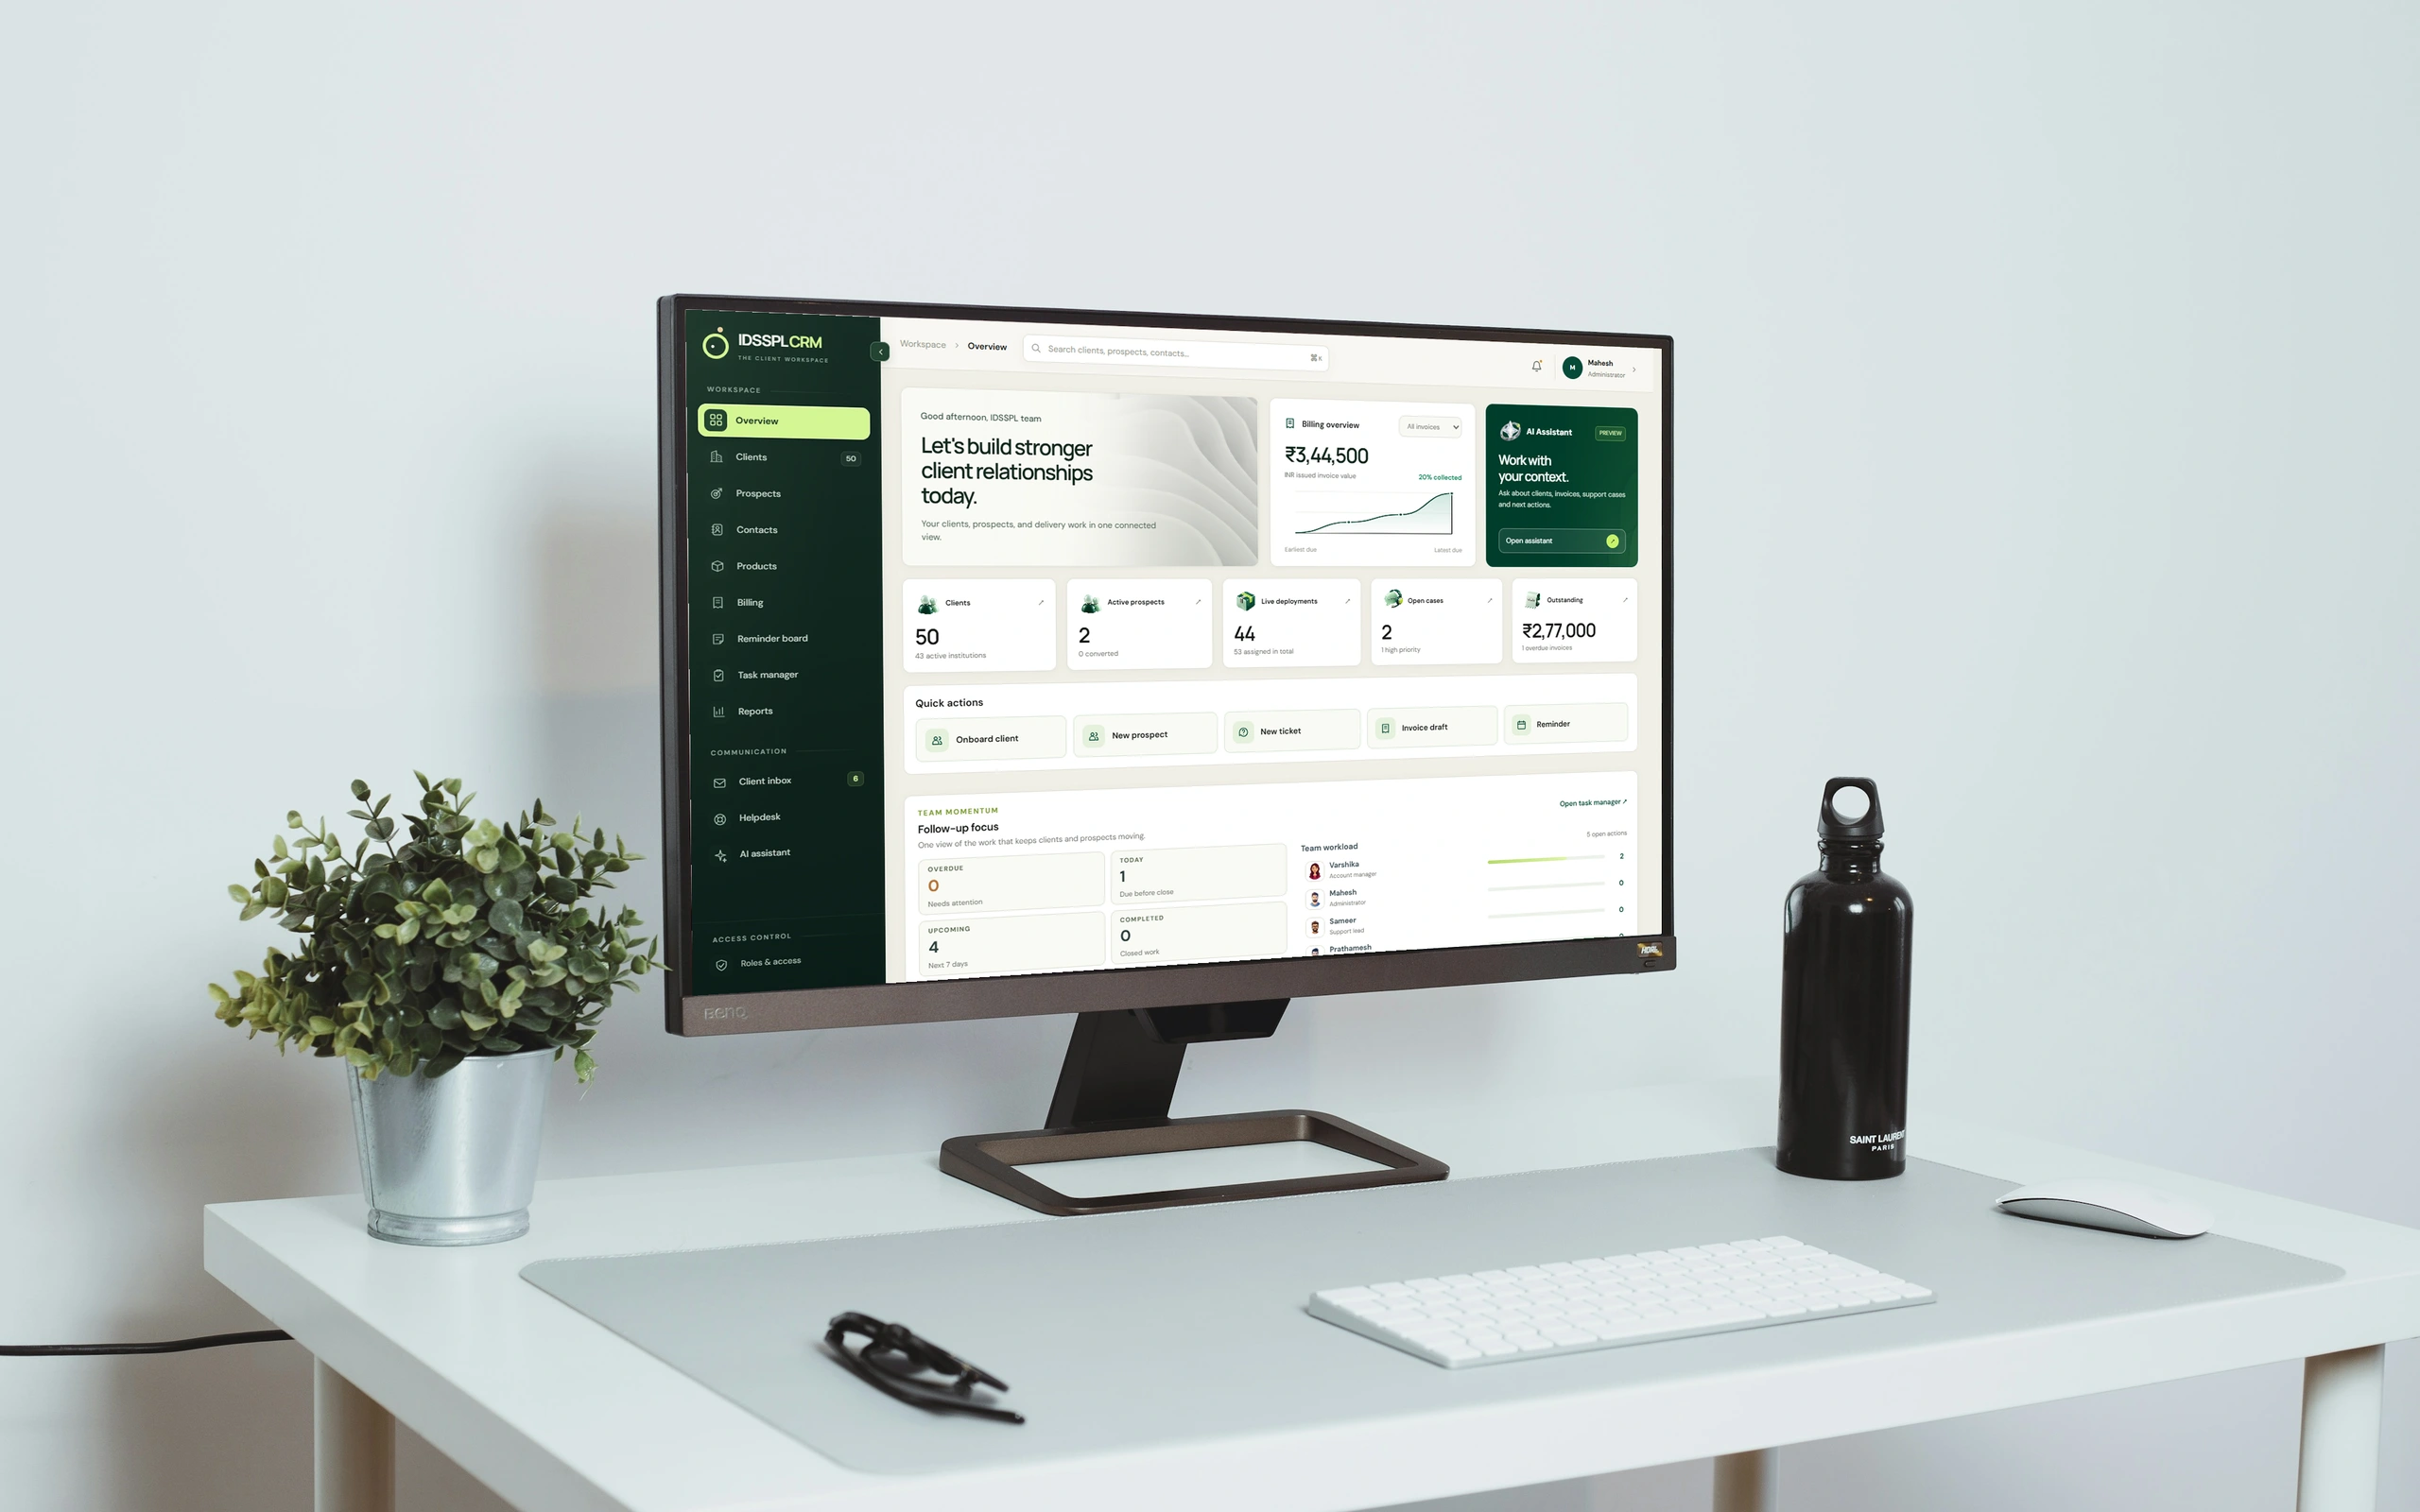 IDSSPLCRM
THE CLIENT WORKSPACE
WORKSPACE
Overview
Clients 50
Prospects
Contacts
Products
Billing
Reminder board
Task manager
Reports
COMMUNICATION
Client inbox 6
Helpdesk
AI assistant
ACCESS CONTROL
Roles & access
Workspace > Overview
Search clients, prospects, contacts... ⌘K
M
Mahesh
Administrator
Good afternoon, IDSSPL team
Let's build stronger
client relationships
today.
Your clients, prospects, and delivery work in one connected
view.
Billing overview All invoices
₹3,44,500
INR issued invoice value 20% collected
Earliest due Latest due
AI Assistant PREVIEW
Work with
your context.
Ask about clients, invoices, support cases
and next actions.
Open assistant
Clients
50
43 active institutions
Active prospects
2
0 converted
Live deployments
44
53 assigned in total
Open cases
2
1 high priority
Outstanding
₹2,77,000
1 overdue invoices
Quick actions
Onboard client
New prospect
New ticket
Invoice draft
Reminder
TEAM MOMENTUM
Follow-up focus
One view of the work that keeps clients and prospects moving.
Open task manager ↗
OVERDUE
0
Needs attention
TODAY
1
Due before close
UPCOMING
4
Next 7 days
COMPLETED
0
Closed work
Team workload 5 open actions
Varshika 2
Account manager
Mahesh 0
Administrator
Sameer 0
Support lead
Prathamesh
BenQ
HDRi
SAINT LAURENT
PARIS